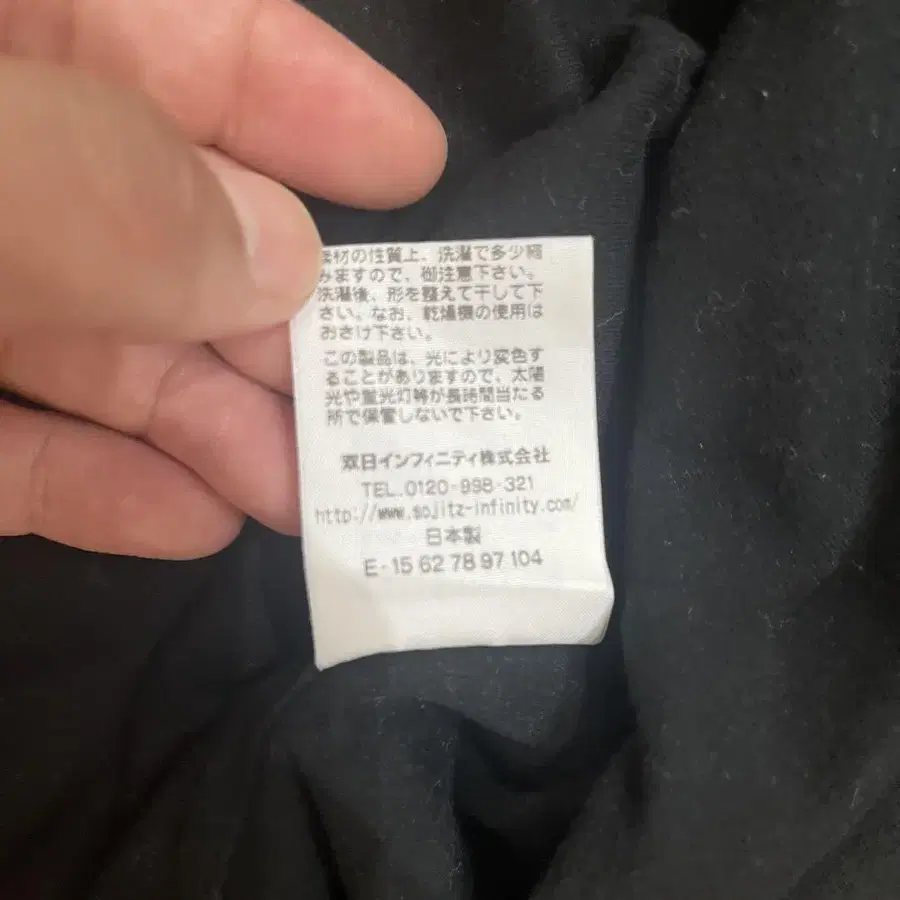 素材の性質上、洗濯で多少縮
みますので、御注意下さい。
洗濯後、形を整えて干して下
さい。なお、乾燥機の使用は
おさけ下さい。
この製品は、光により変色す
ることがありますので、太陽
光や蛍光灯等が長時間当たる
所で保管しないで下さい。
双日インフィニティ株式会社
TEL.0120-998-321
http://www.sojitz-infinity.com/
日本製
E-15 62 78 97 104